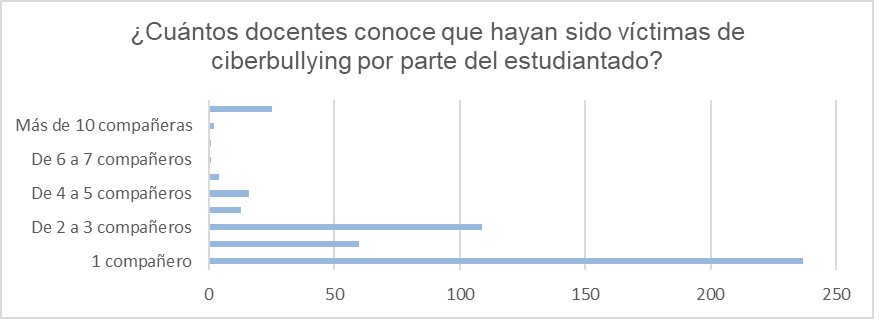 ¿Cuántos docentes conoce que hayan sido víctimas de
ciberbullying por parte del estudiantado?
Más de 10 compañeras
De 6 a 7 compañeros
De 4 a 5 compañeros
De 2 a 3 compañeros
1 compañero
0 50 100 150 200 250